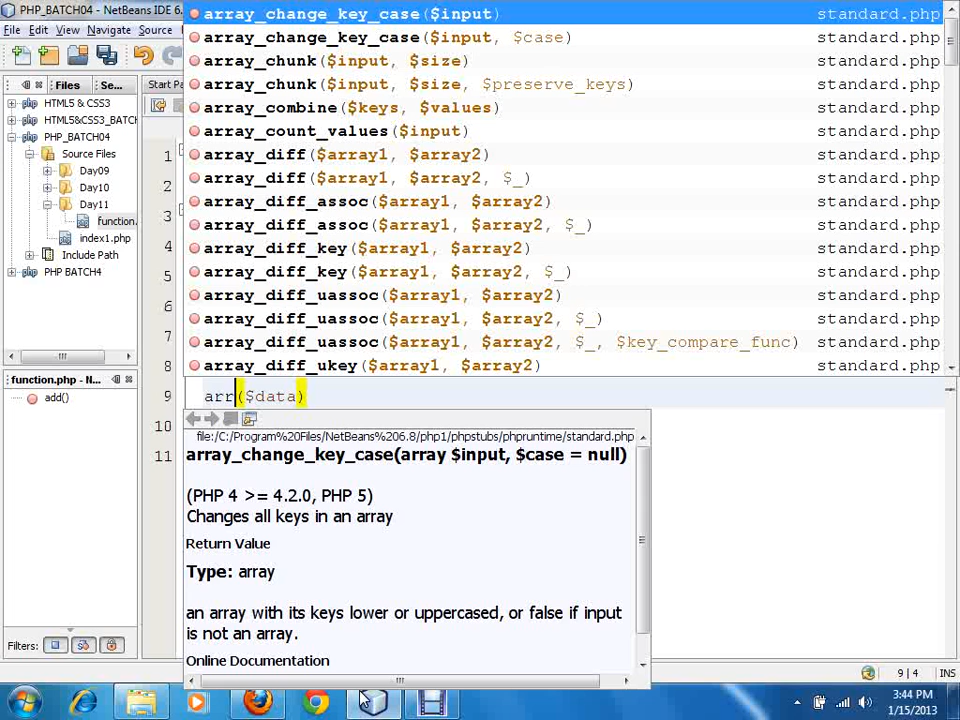 PHP_BATCH04 - NetBeans IDE 6.
File Edit View Navigate Source
Files Se...
Start Pa
HTML5 & CSS3
HTML5&CSS3_BATCH
PHP_BATCH04
Source Files
Day09
Day10
Day11
function.
index1.php
Include Path
PHP BATCH4
function.php - N...
add()
Filters:
array_change_key_case($input) standard.php
array_change_key_case($input, $case) standard.php
array_chunk($input, $size) standard.php
array_chunk($input, $size, $preserve_keys) standard.php
array_combine($keys, $values) standard.php
array_count_values($input) standard.php
array_diff($array1, $array2) standard.php
array_diff($array1, $array2, $_) standard.php
array_diff_assoc($array1, $array2) standard.php
array_diff_assoc($array1, $array2, $_) standard.php
array_diff_key($array1, $array2) standard.php
array_diff_key($array1, $array2, $_) standard.php
array_diff_uassoc($array1, $array2) standard.php
array_diff_uassoc($array1, $array2, $_) standard.php
array_diff_uassoc($array1, $array2, $_, $key_compare_func) standard.php
array_diff_ukey($array1, $array2) standard.php
1
2
3
4
5
6
7
8
9 arr($data)
10
11
file:/C:/Program%20Files/NetBeans%206.8/php1/phpstubs/phpruntime/standard.php
array_change_key_case(array $input, $case = null)
(PHP 4 >= 4.2.0, PHP 5)
Changes all keys in an array
Return Value
Type: array
an array with its keys lower or uppercased, or false if input
is not an array.
Online Documentation
9 | 4 INS
3:44 PM
1/15/2013